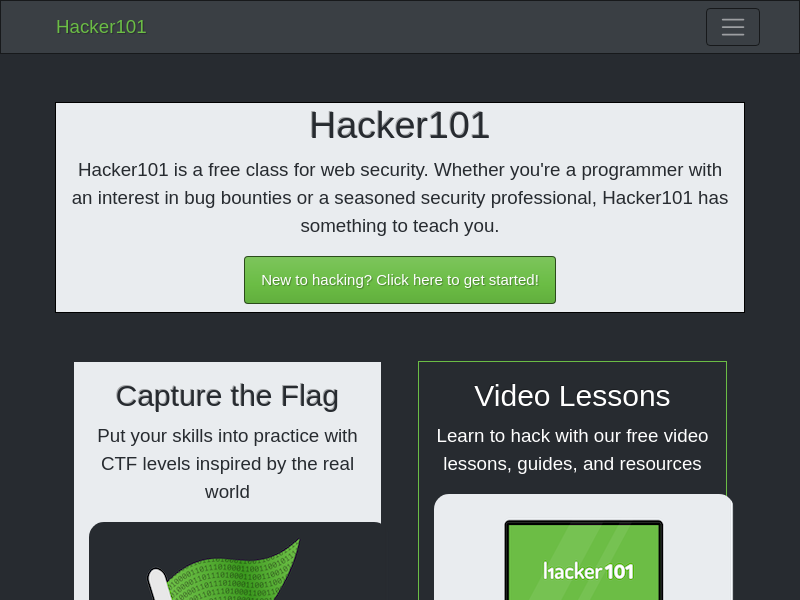 Hacker101
Hacker101
Hacker101 is a free class for web security. Whether you're a programmer with
an interest in bug bounties or a seasoned security professional, Hacker101 has
something to teach you.
New to hacking? Click here to get started!
Capture the Flag
Put your skills into practice with
CTF levels inspired by the real
world
Video Lessons
Learn to hack with our free video
lessons, guides, and resources
hacker101